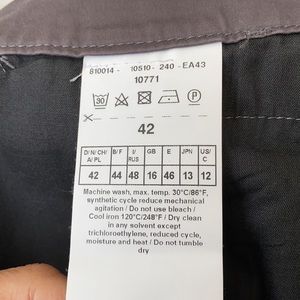 810014 - 10510 - 240 -EA43
10771
30
P
42
D/N/CH/A/PL B/F I/RUS GB E JPN US/C
42 44 48 16 46 13 12
Machine wash, max. temp. 30°C/86°F,
synthetic cycle reduce mechanical
agitation / Do not use bleach /
Cool iron 120°C/248°F / Dry clean
in any solvent except
trichloroethylene, reduced cycle,
moisture and heat / Do not tumble
dry